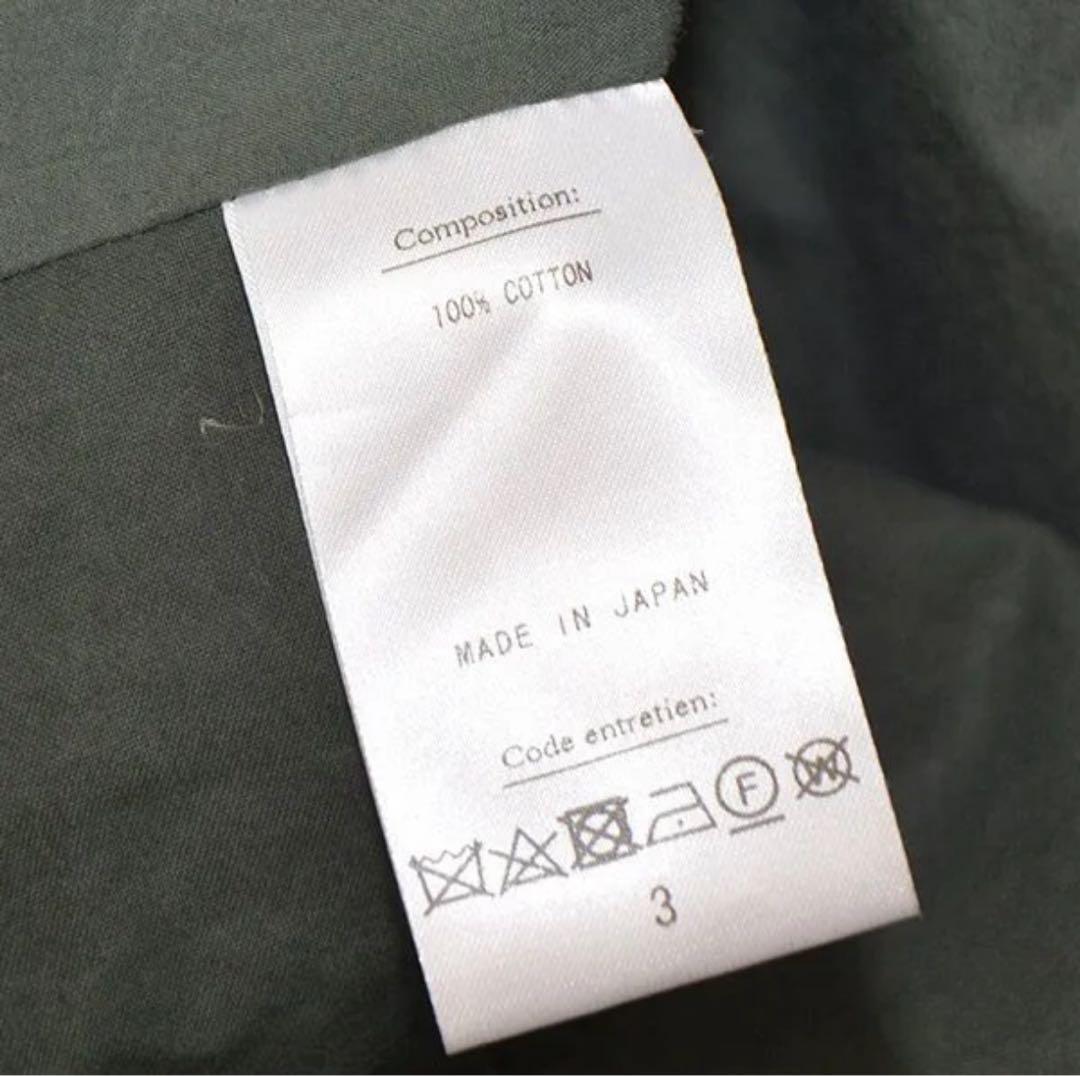 Composition:
100% COTTON
MADE IN JAPAN
Code entretien:
F W
3